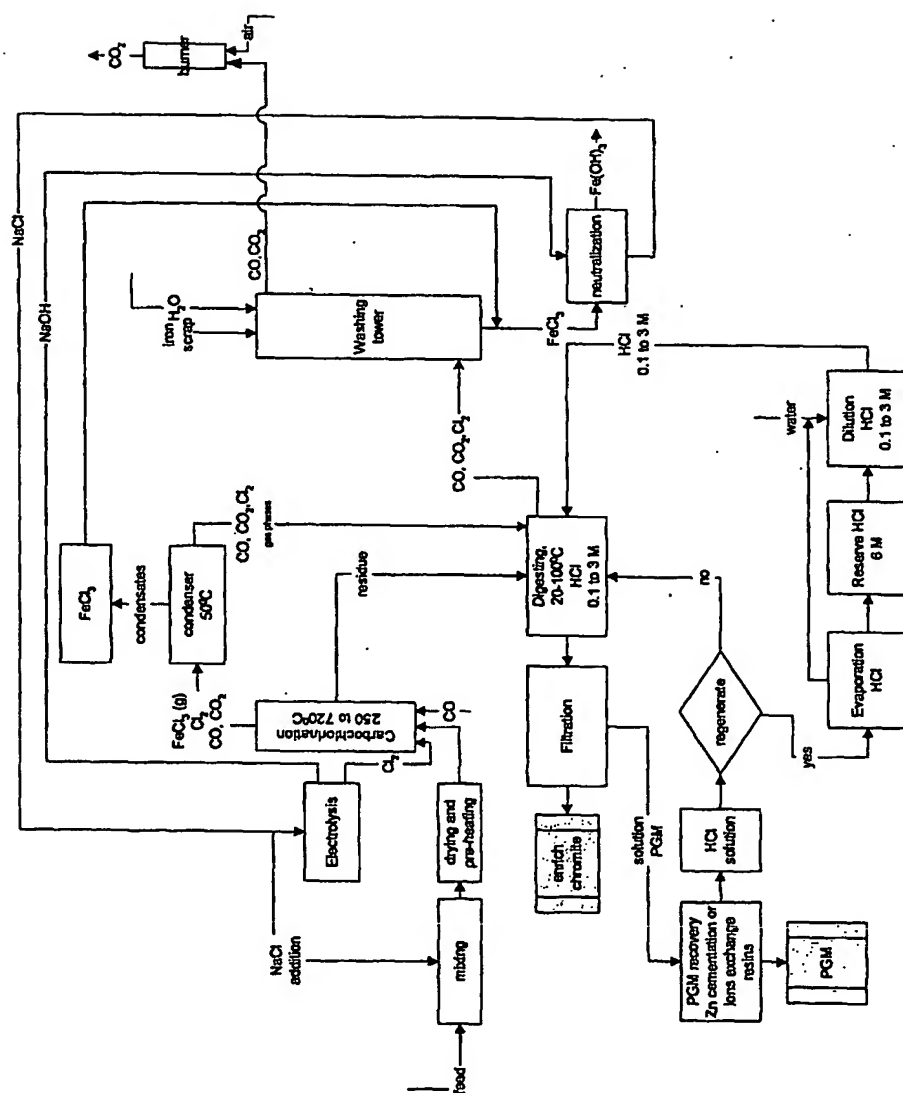 feed
mixing
drying and
pre-heating
NaCl
addition
Electrolysis
Cl₂
NaOH
NaCl
Carbochlorination
250 to 720ºC
CO
FeCl₃ (g)
Cl₂
CO, CO₂
condenser
50ºC
condensates
FeCl₃
CO, CO₂,Cl₂
gas phases
residue
Digesting,
20-100ºC
HCl
0.1 to 3 M
CO, CO₂,Cl₂
iron
scrap
H₂O
Washing
tower
CO,CO₂
burner
air
CO₂
FeCl₃
neutralization
Fe(OH)₃
HCl
0.1 to 3 M
Filtration
enrich
chromite
solution
PGM
PGM recovery
Zn cementation or
Ions exchange
resins
PGM
HCl
solution
regenerate
no
yes
Evaporation
HCl
Reserve HCl
6 M
water
Dilution
HCl
0.1 to 3 M